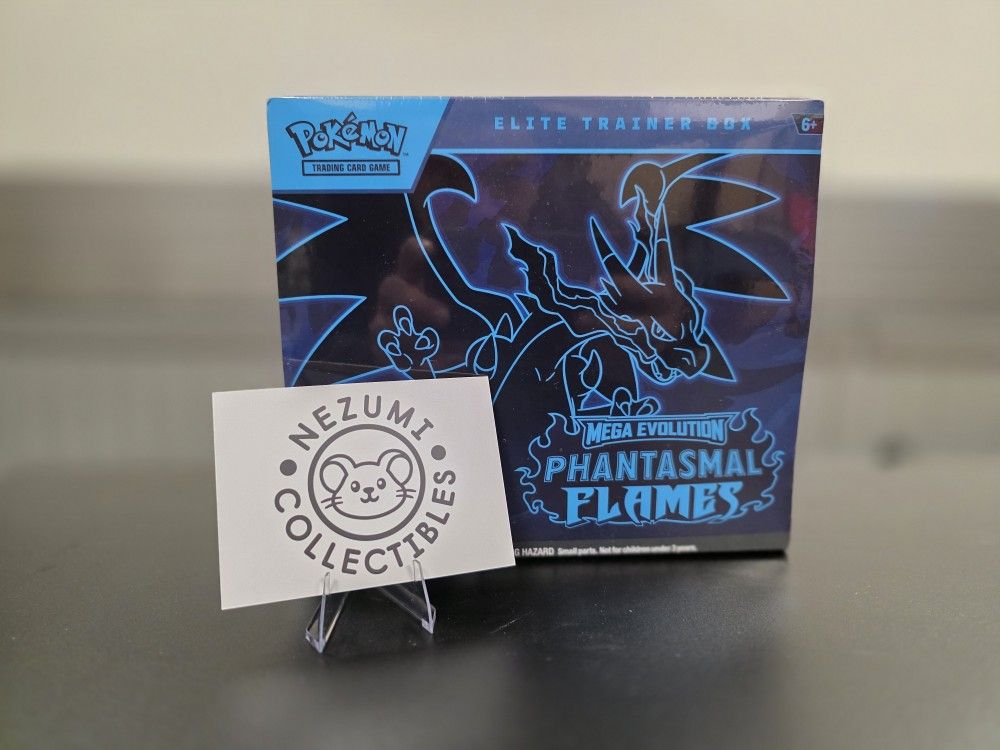 POKéMON
TRADING CARD GAME
ELITE TRAINER BOX
6+
MEGA EVOLUTION
PHANTASMAL
FLAMES
G HAZARD Small parts. Not for children under 3 years.
NEZUMI
COLLECTIBLES